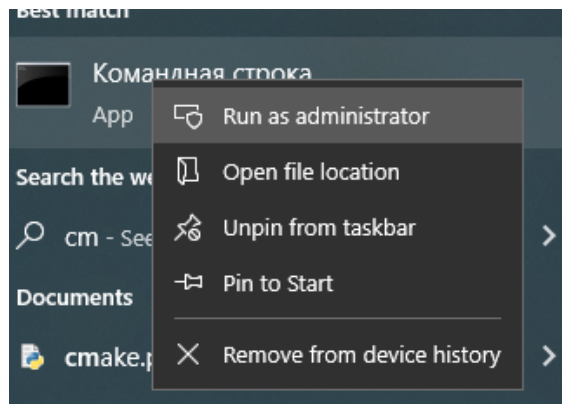 Best match
Командная строка
App
Run as administrator
Open file location
Search the we
Unpin from taskbar
cm - See
Pin to Start
Documents
Remove from device history
cmake.p